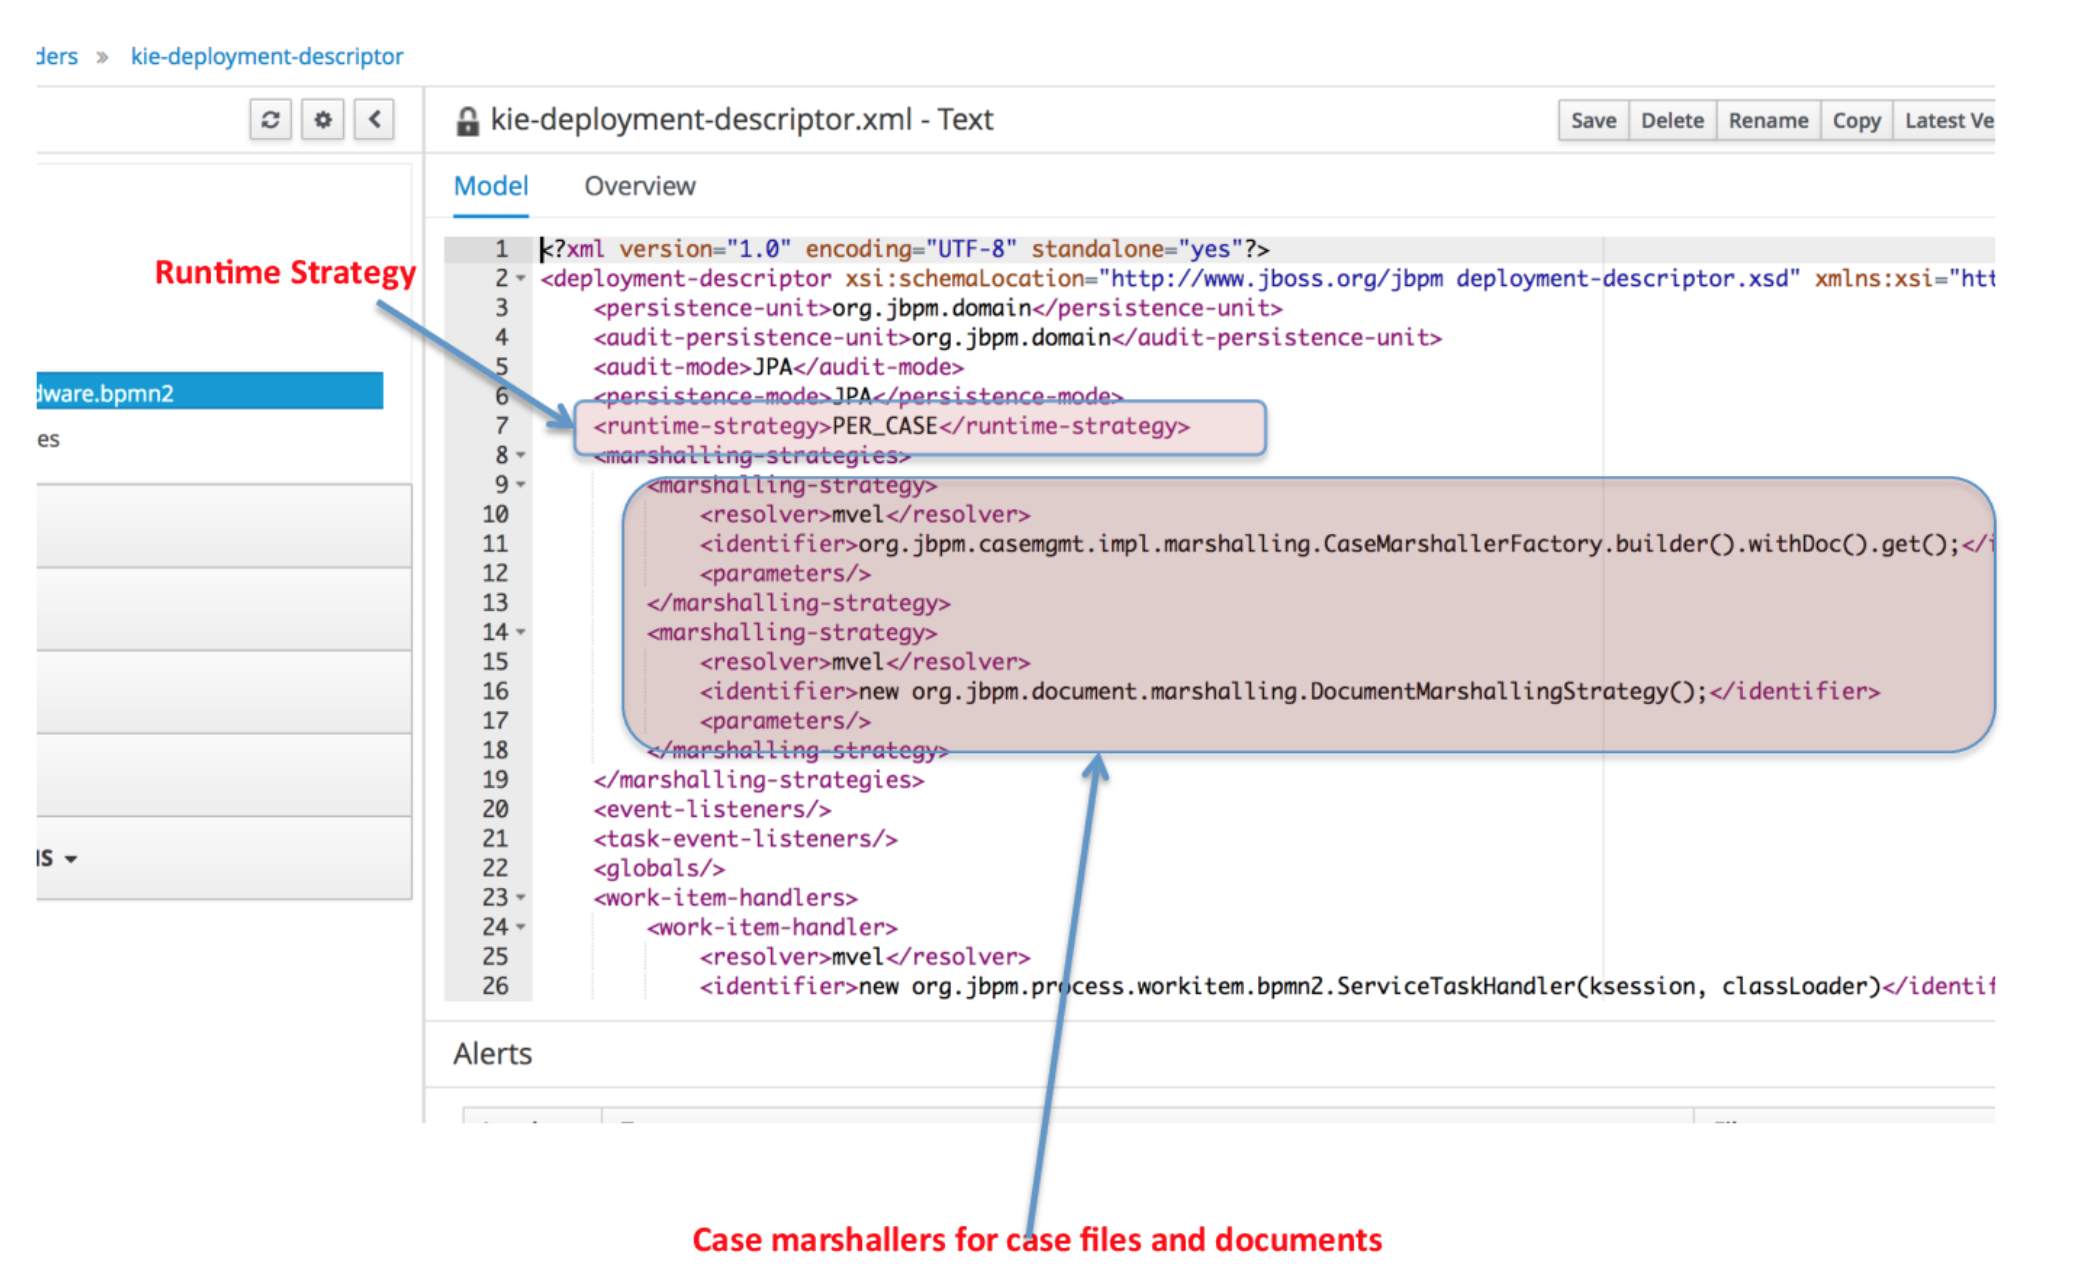 ders » kie-deployment-descriptor
kie-deployment-descriptor.xml - Text
Save Delete Rename Copy Latest Ve
Model Overview
Runtime Strategy
dware.bpmn2
es
1 <?xml version="1.0" encoding="UTF-8" standalone="yes"?>
2 <deployment-descriptor xsi:schemaLocation="http://www.jboss.org/jbpm deployment-descriptor.xsd" xmlns:xsi="htt
3 <persistence-unit>org.jbpm.domain</persistence-unit>
4 <audit-persistence-unit>org.jbpm.domain</audit-persistence-unit>
5 <audit-mode>JPA</audit-mode>
6 <persistence-mode>JPA</persistence-mode>
7 <runtime-strategy>PER_CASE</runtime-strategy>
8 <marshalling-strategies>
9 <marshalling-strategy>
10 <resolver>mvel</resolver>
11 <identifier>org.jbpm.casemgmt.impl.marshalling.CaseMarshallerFactory.builder().withDoc().get();</i
12 <parameters/>
13 </marshalling-strategy>
14 <marshalling-strategy>
15 <resolver>mvel</resolver>
16 <identifier>new org.jbpm.document.marshalling.DocumentMarshallingStrategy();</identifier>
17 <parameters/>
18 </marshalling-strategy>
19 </marshalling-strategies>
20 <event-listeners/>
21 <task-event-listeners/>
22 <globals/>
23 <work-item-handlers>
24 <work-item-handler>
25 <resolver>mvel</resolver>
26 <identifier>new org.jbpm.process.workitem.bpmn2.ServiceTaskHandler(ksession, classLoader)</identif
Alerts
Case marshallers for case files and documents